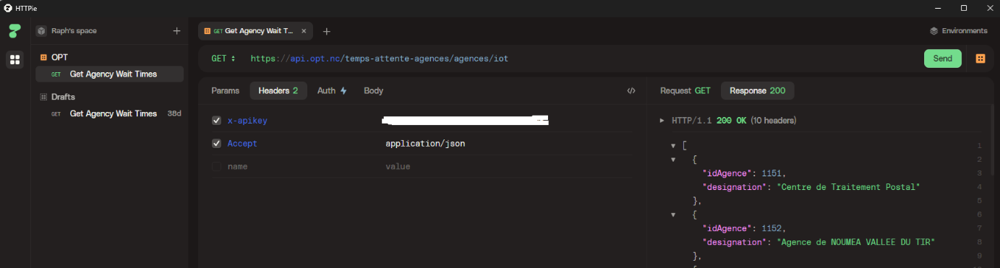 HTTPie
Raph's space
GET Get Agency Wait T...
Environments
OPT
GET Get Agency Wait Times
Drafts
GET Get Agency Wait Times 38d
GET https://api.opt.nc/temps-attente-agences/agences/iot
Send
Params Headers 2 Auth Body
x-apikey
Accept application/json
name value
Request GET Response 200
HTTP/1.1 200 OK (10 headers)
[ 1
{ 2
"idAgence": 1151, 3
"designation": "Centre de Traitement Postal" 4
}, 5
{ 6
"idAgence": 1152, 7
"designation": "Agence de NOUMEA VALLEE DU TIR" 8
}, 9